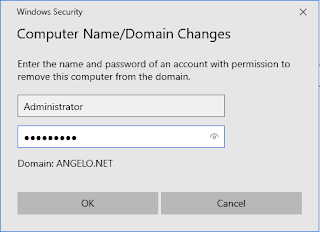 Windows Security
Computer Name/Domain Changes
Enter the name and password of an account with permission to
remove this computer from the domain.
Administrator
●●●●●●●●●
Domain: ANGELO.NET
OK
Cancel